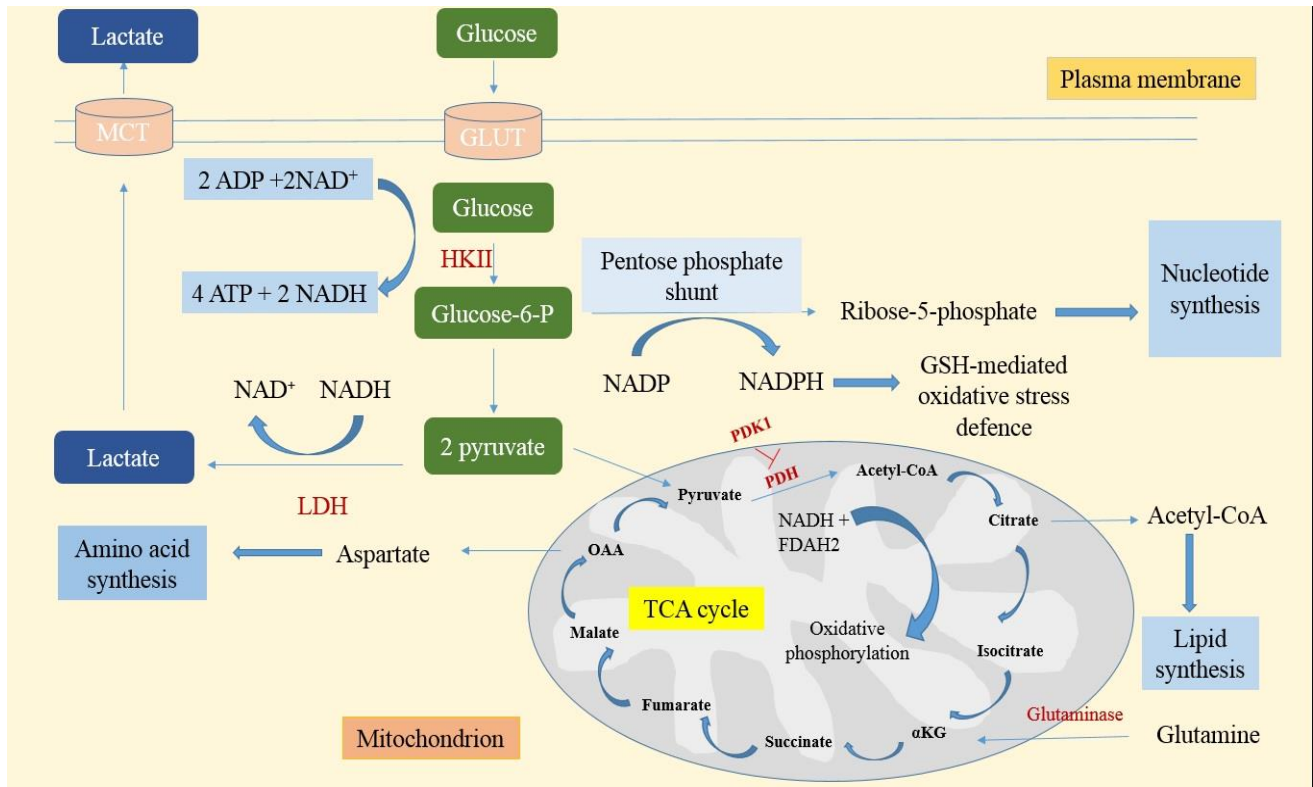 Lactate
Glucose
Plasma membrane
MCT
GLUT
2 ADP +2NAD⁺
Glucose
HKII
4 ATP + 2 NADH
Glucose-6-P
Pentose phosphate
shunt
Ribose-5-phosphate
Nucleotide
synthesis
NADP
NADPH
GSH-mediated
oxidative stress
defence
NAD⁺
NADH
Lactate
2 pyruvate
LDH
PDK1
PDH
Pyruvate
Acetyl-CoA
Citrate
Acetyl-CoA
NADH +
FDAH2
Amino acid
synthesis
Aspartate
OAA
TCA cycle
Malate
Oxidative
phosphorylation
Isocitrate
Lipid
synthesis
Fumarate
Succinate
αKG
Glutaminase
Glutamine
Mitochondrion